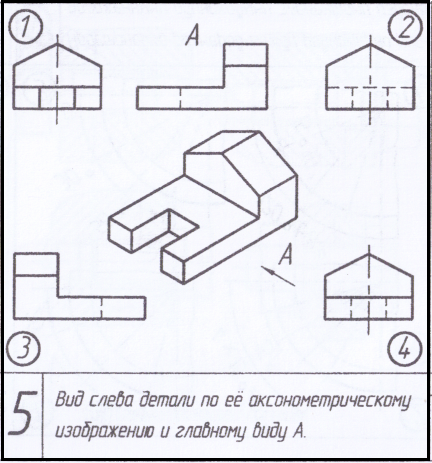 1
А
2
А
3
4
5
Вид слева детали по её аксонометрическому
изображению и главному виду А.